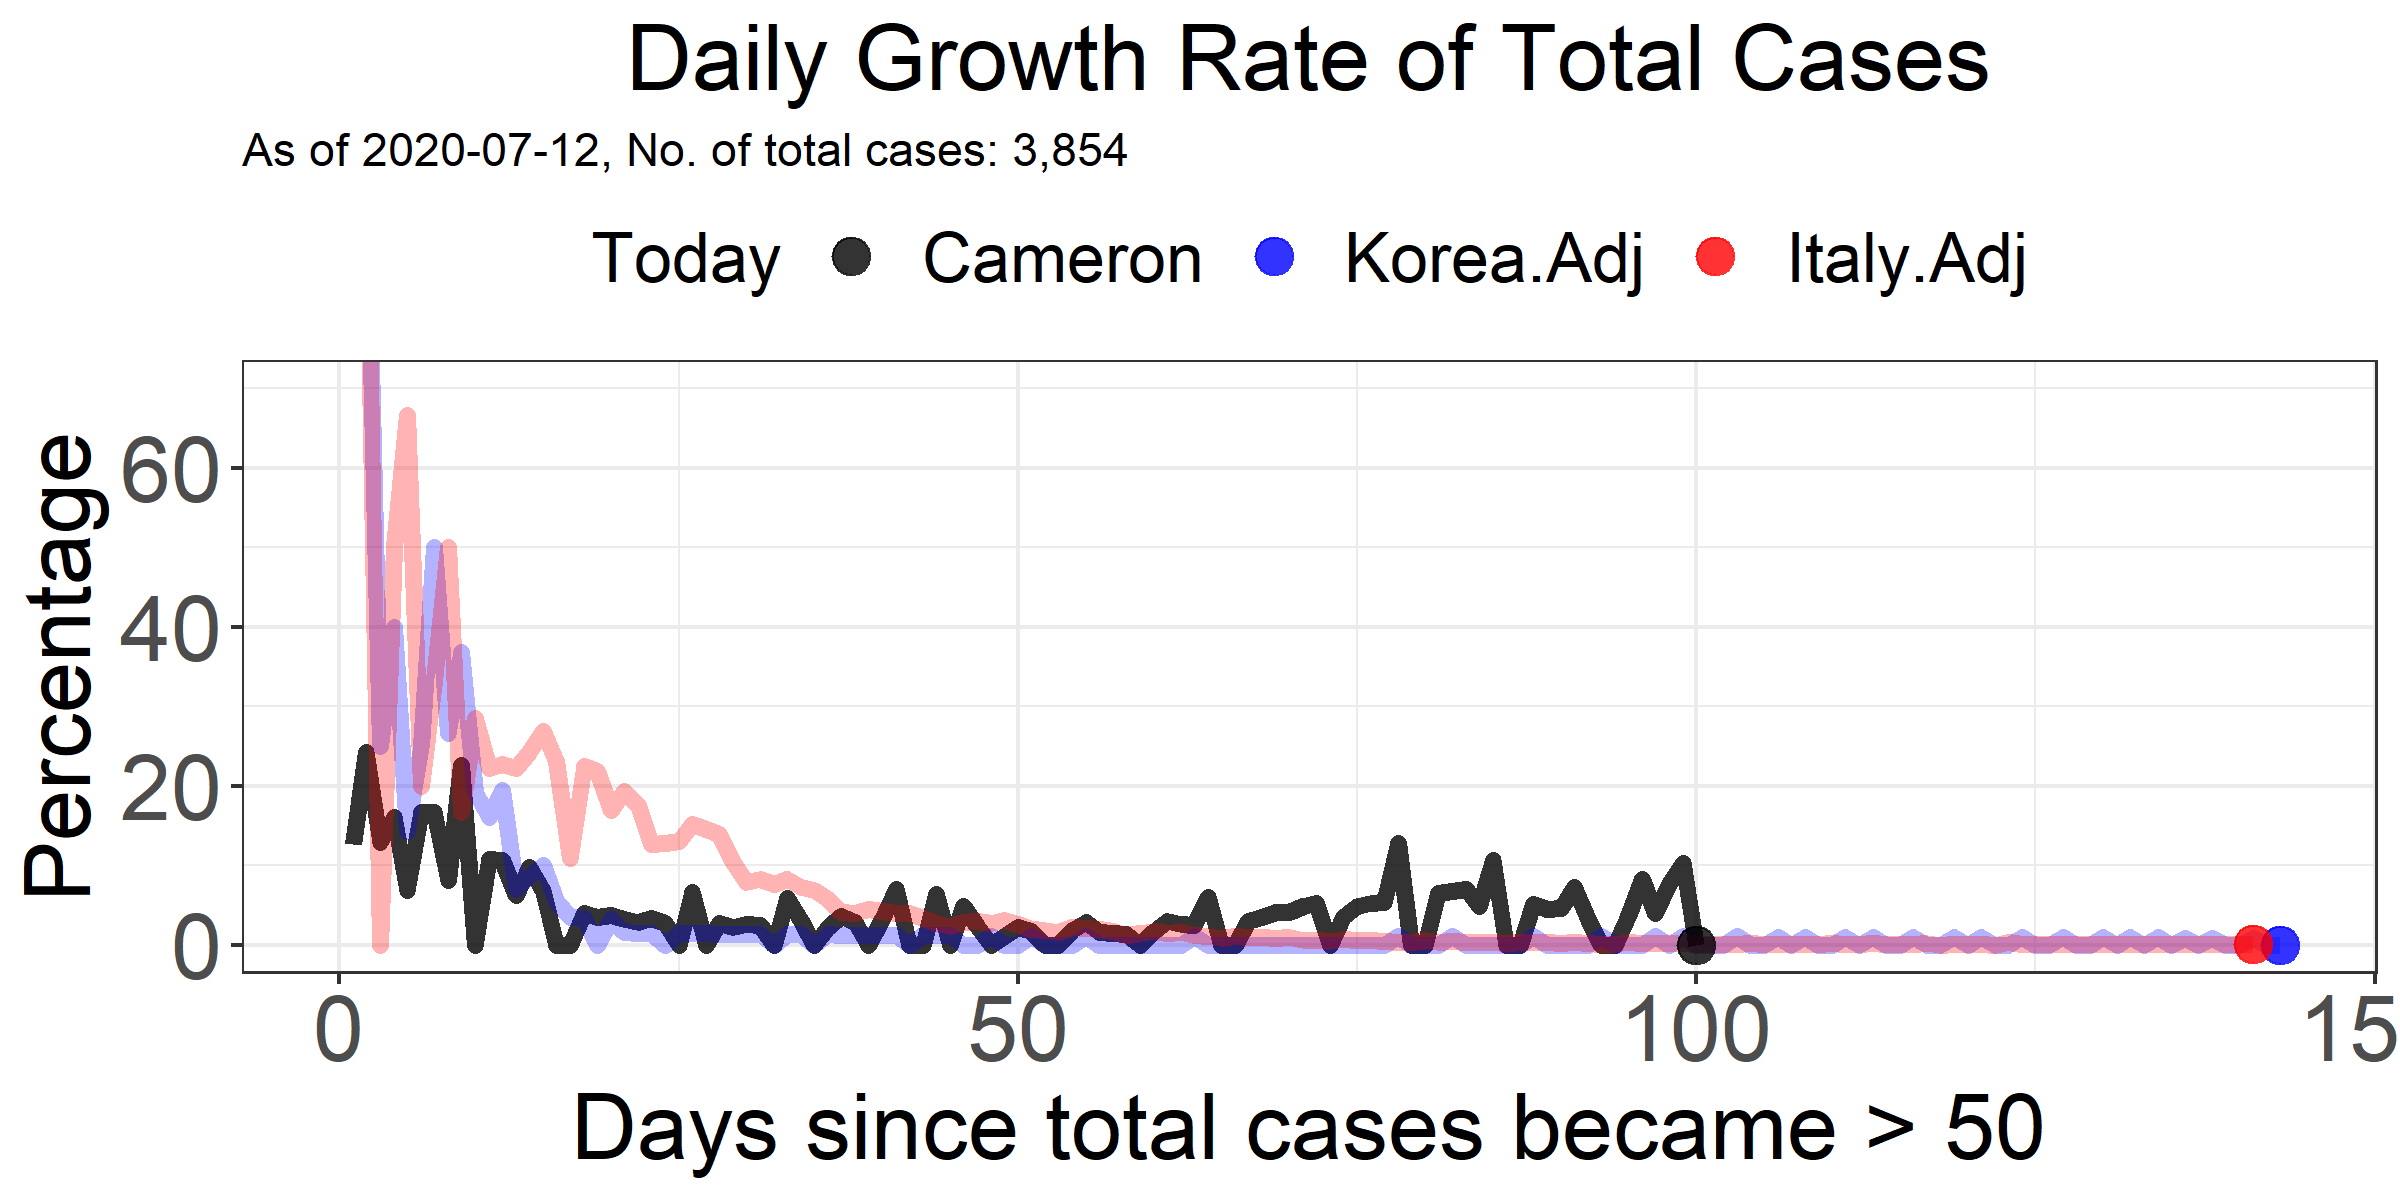 Daily Growth Rate of Total Cases
As of 2020-07-12, No. of total cases: 3,854
Today Cameron Korea.Adj Italy.Adj
Percentage
60
40
20
0
0 50 100 15
Days since total cases became > 50